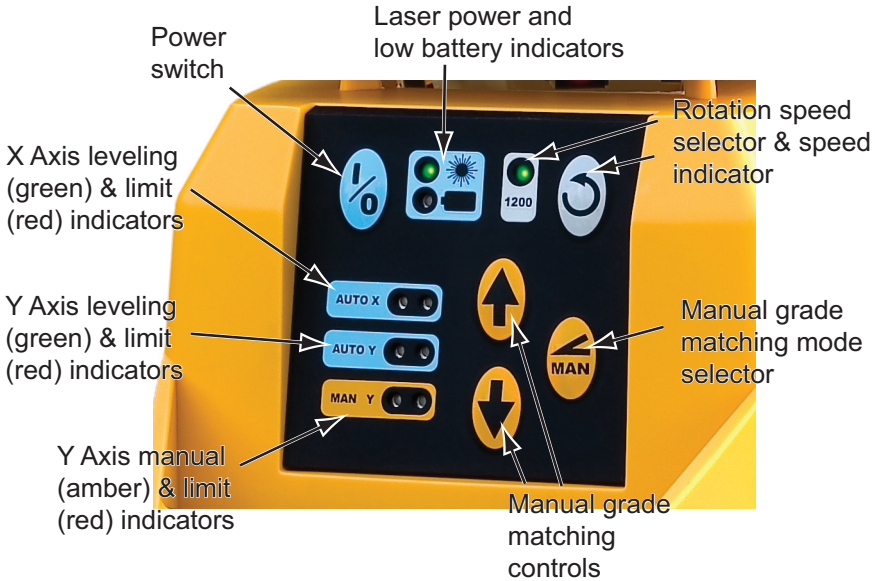 Laser power and
low battery indicators
Power
switch
Rotation speed
selector & speed
indicator
X Axis leveling
(green) & limit
(red) indicators
I/O
1200
AUTO X
Y Axis leveling
(green) & limit
(red) indicators
AUTO Y
Manual grade
matching mode
selector
MAN
MAN Y
Y Axis manual
(amber) & limit
(red) indicators
Manual grade
matching
controls